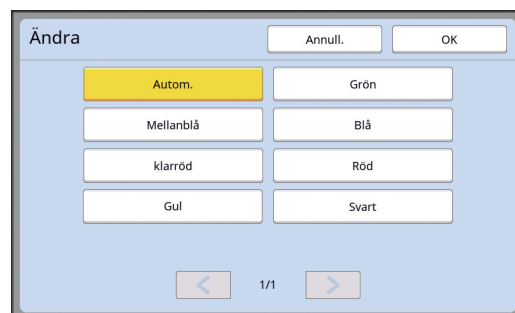 Ändra Annull. OK
Autom. Grön
Mellanblå Blå
klarröd Röd
Gul Svart
1/1